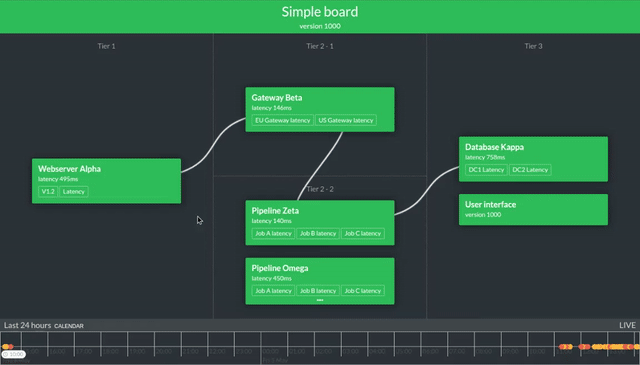 Simple board
version 1000
Tier 1
Tier 2 - 1
Tier 3
Gateway Beta
latency 146ms
EU Gateway latency
US Gateway latency
Database Kappa
latency 758ms
DC1 Latency
DC2 Latency
Webserver Alpha
latency 495ms
V1.2
Latency
Tier 2 - 2
User interface
version 1000
Pipeline Zeta
latency 140ms
Job A latency
Job B latency
Job C latency
Pipeline Omega
latency 450ms
Job A latency
Job B latency
Job C latency
Last 24 hours CALENDAR
LIVE
15:00